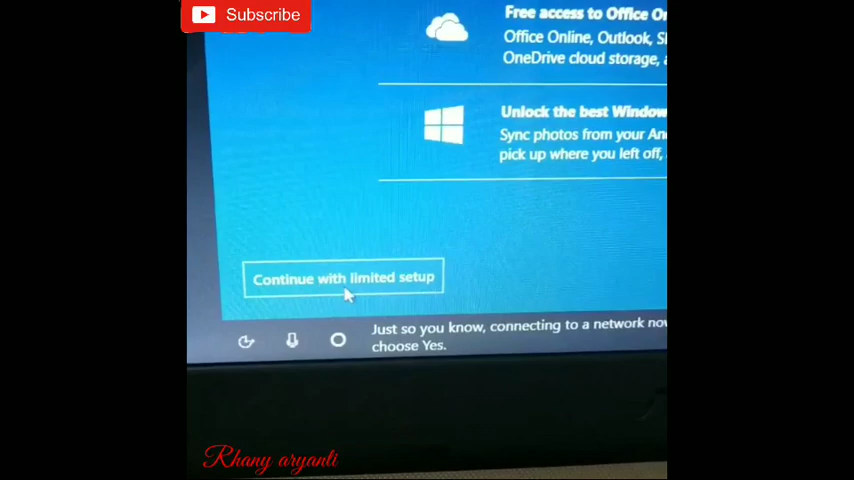 Subscribe
Free access to Office On
Office Online, Outlook,
OneDrive cloud storage,
Unlock the best Window
Sync photos from your An
pick up where you left off,
Continue with limited setup
Just so you know, connecting to a network now
choose Yes.
Rhany aryanti